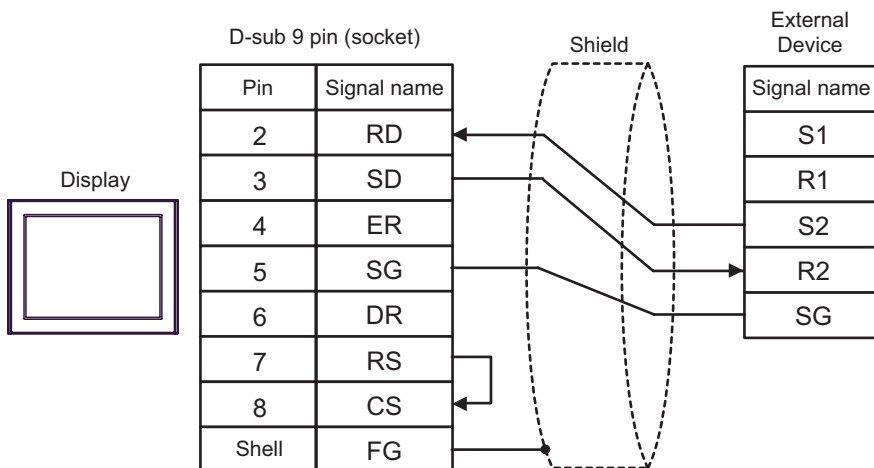 D-sub 9 pin (socket)
Shield
External
Device
Pin Signal name
Signal name
2 RD
S1
3 SD
R1
Display
4 ER
S2
5 SG
R2
6 DR
SG
7 RS
8 CS
Shell FG